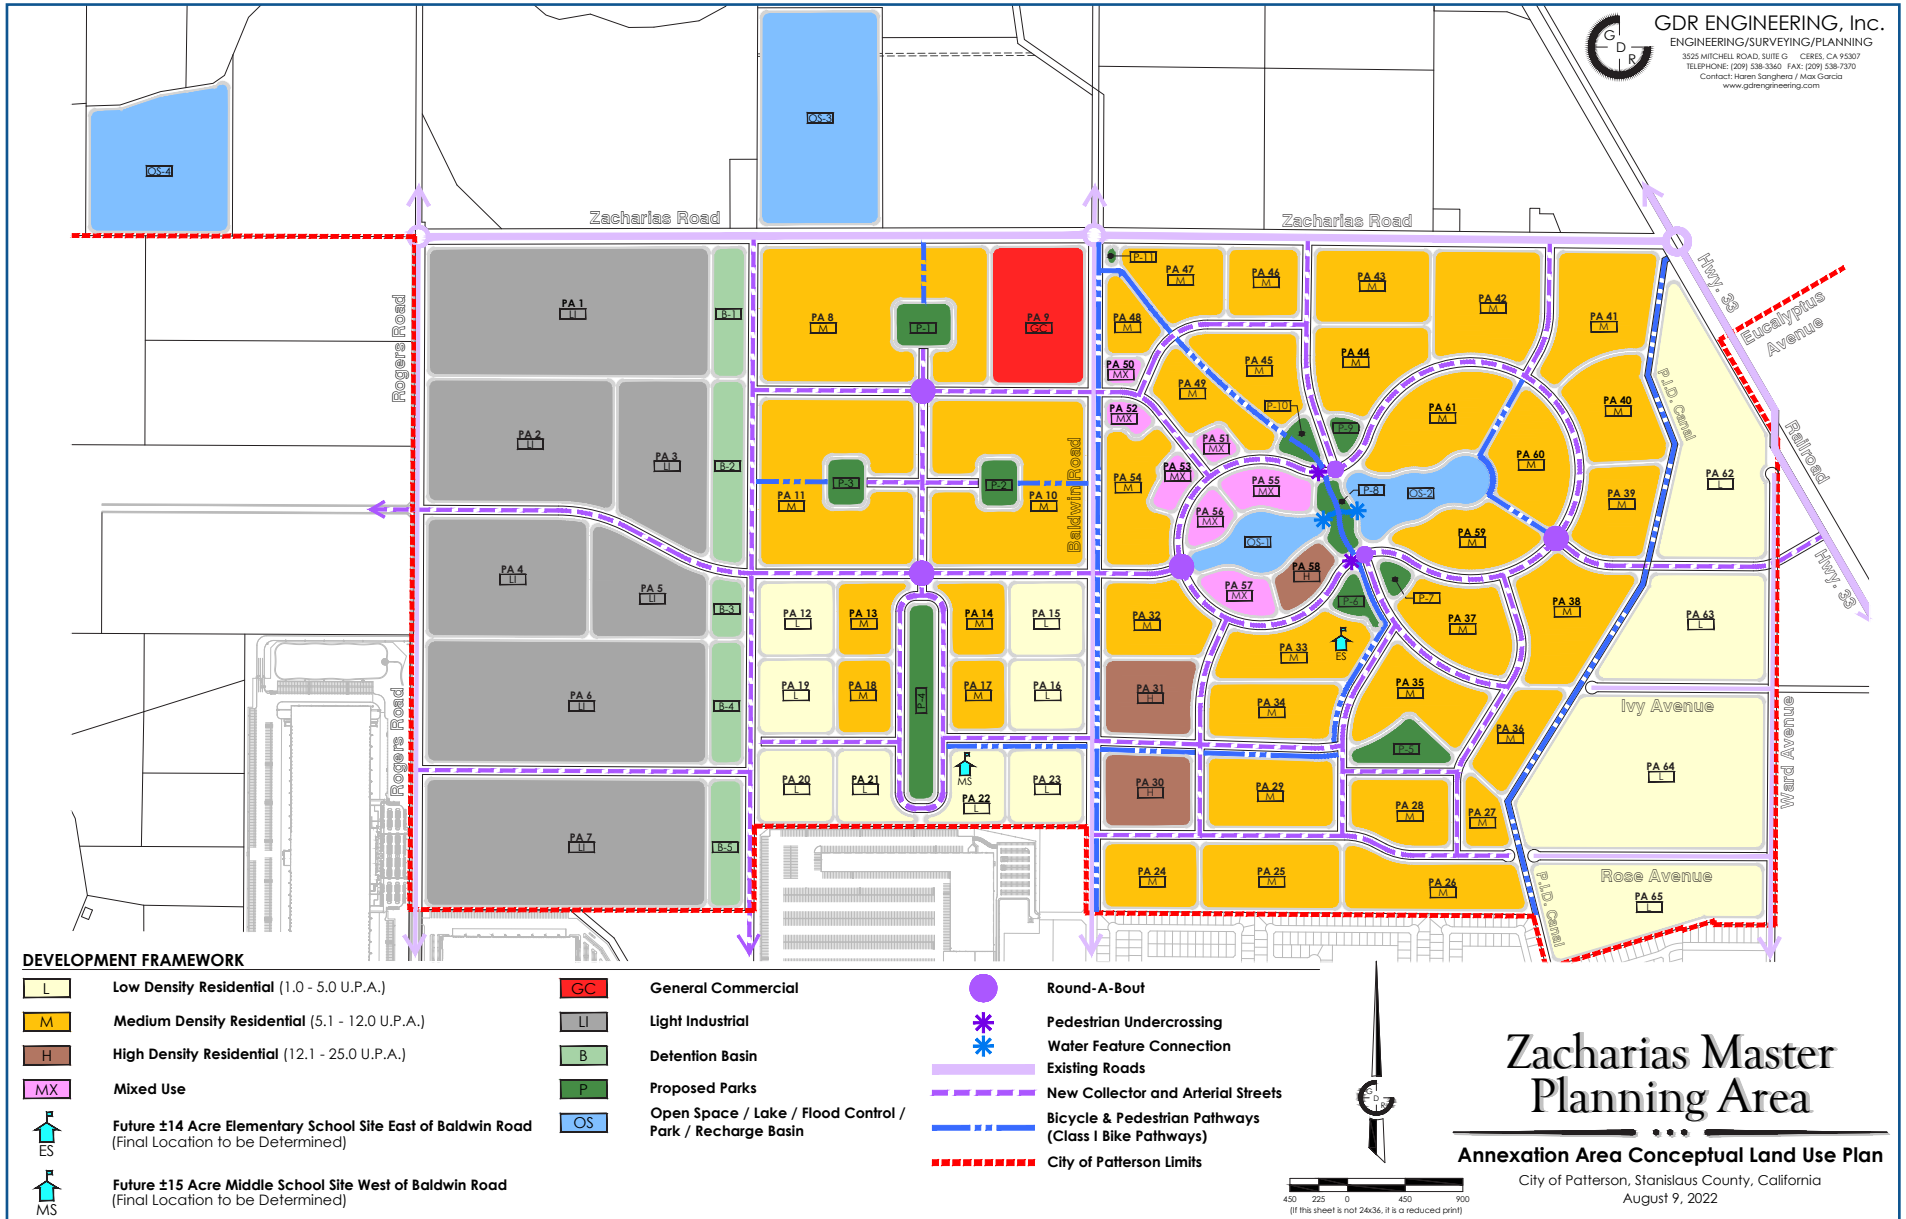 GDR ENGINEERING, Inc.
ENGINEERING/SURVEYING/PLANNING
3525 MITCHELL ROAD, SUITE G CERES, CA 95307
TELEPHONE: (209) 538-3360 FAX: (209) 538-7370
Contact: Haren Sanghera / Max Garcia
www.gdrengineering.com
G
D
R
OS-4
OS-3
Zacharias Road
Zacharias Road
Hwy. 33
Eucalyptus
Avenue
Railroad
Hwy. 33
Rogers Road
Rogers Road
Baldwin Road
P.I.D. Canal
P.I.D. Canal
Ward Avenue
Ivy Avenue
Rose Avenue
PA 1
LI
B-1
PA 8
M
P-1
PA 9
GC
P-11
PA 47
M
PA 46
M
PA 43
M
PA 42
M
PA 41
M
PA 48
M
PA 44
M
PA 45
M
PA 50
MX
PA 49
M
PA 40
M
PA 52
MX
P-10
P-9
PA 61
M
PA 2
LI
PA 3
LI
B-2
PA 51
MX
PA 60
M
PA 62
L
PA 11
M
P-3
P-2
PA 10
M
PA 54
M
PA 53
MX
PA 55
MX
P-8
OS-2
PA 39
M
PA 56
MX
OS-1
PA 59
M
PA 4
LI
PA 5
LI
B-3
PA 58
H
PA 57
MX
P-6
P-7
PA 12
L
PA 13
M
PA 14
M
PA 15
L
PA 32
M
PA 37
M
PA 38
M
PA 63
L
PA 33
M
ES
PA 6
LI
B-4
PA 19
L
PA 18
M
P-4
PA 17
M
PA 16
L
PA 31
H
PA 34
M
PA 35
M
PA 36
M
P-5
PA 64
L
PA 7
LI
B-5
PA 20
L
PA 21
L
MS
PA 22
L
PA 23
L
PA 30
H
PA 29
M
PA 28
M
PA 27
M
PA 24
M
PA 25
M
PA 26
M
PA 65
L
DEVELOPMENT FRAMEWORK
L Low Density Residential (1.0 - 5.0 U.P.A.)
M Medium Density Residential (5.1 - 12.0 U.P.A.)
H High Density Residential (12.1 - 25.0 U.P.A.)
MX Mixed Use
ES Future ±14 Acre Elementary School Site East of Baldwin Road
(Final Location to be Determined)
MS Future ±15 Acre Middle School Site West of Baldwin Road
(Final Location to be Determined)
GC General Commercial
LI Light Industrial
B Detention Basin
P Proposed Parks
OS Open Space / Lake / Flood Control /
Park / Recharge Basin
Round-A-Bout
Pedestrian Undercrossing
Water Feature Connection
Existing Roads
New Collector and Arterial Streets
Bicycle & Pedestrian Pathways
(Class I Bike Pathways)
City of Patterson Limits
G
D
R
450 225 0 450 900
(If this sheet is not 24x36, it is a reduced print)
Zacharias Master
Planning Area
Annexation Area Conceptual Land Use Plan
City of Patterson, Stanislaus County, California
August 9, 2022